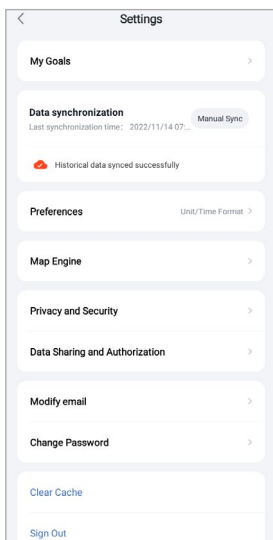 Settings
My Goals
Data synchronization
Last synchronization time: 2022/11/14 07:...
Manual Sync
Historical data synced successfully
Preferences
Unit/Time Format
Map Engine
Privacy and Security
Data Sharing and Authorization
Modify email
Change Password
Clear Cache
Sign Out